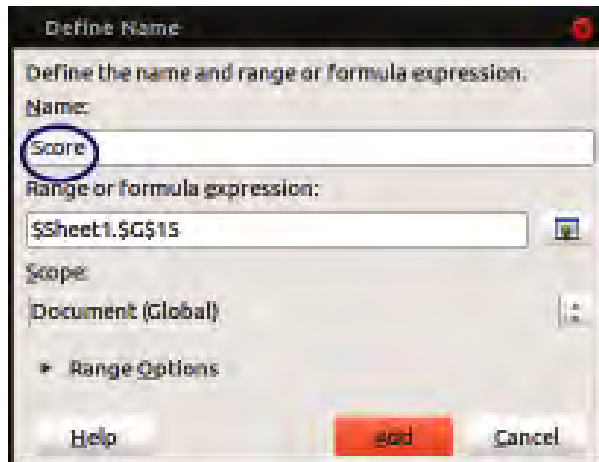 Define Name
Define the name and range or formula expression.
Name:
Score
Range or formula expression:
$Sheet1.$G$15
Scope:
Document (Global)
Range Options
Help Add Cancel